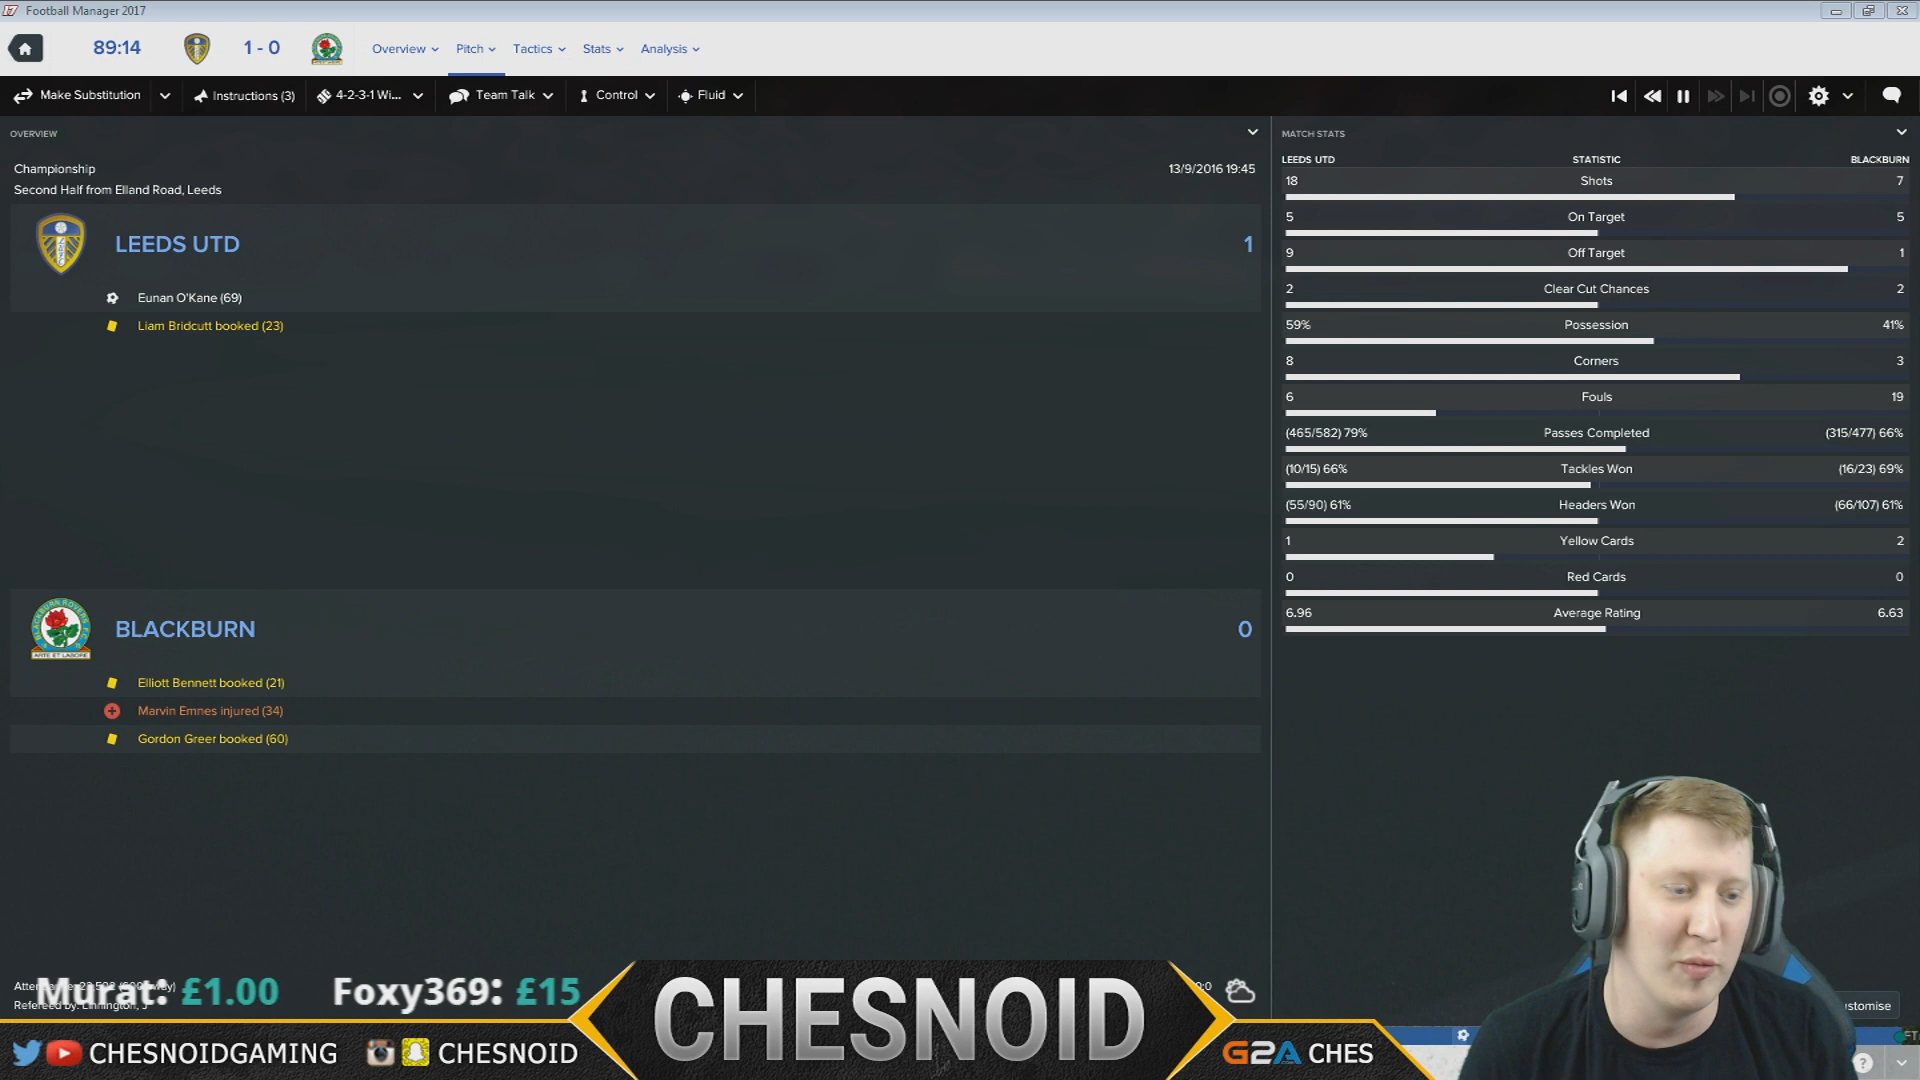 Football Manager 2017
89:14
1 - 0
Overview
Pitch
Tactics
Stats
Analysis
Make Substitution
Instructions (3)
4-2-3-1 Wi...
Team Talk
Control
Fluid
OVERVIEW
Championship
13/9/2016 19:45
Second Half from Elland Road, Leeds
LEEDS UTD
1
Eunan O'Kane (69)
Liam Bridcutt booked (23)
BLACKBURN
0
Elliott Bennett booked (21)
Marvin Emnes injured (34)
Gordon Greer booked (60)
MATCH STATS
LEEDS UTD STATISTIC BLACKBURN
18 Shots 7
5 On Target 5
9 Off Target 1
2 Clear Cut Chances 2
59% Possession 41%
8 Corners 3
6 Fouls 19
(465/582) 79% Passes Completed (315/477) 66%
(10/15) 66% Tackles Won (16/23) 69%
(55/90) 61% Headers Won (66/107) 61%
1 Yellow Cards 2
0 Red Cards 0
6.96 Average Rating 6.63
Murat: £1.00
Foxy369: £15
Refereed by:
CHESNOID
CHESNOIDGAMING
CHESNOID
G2A CHES
FT
?